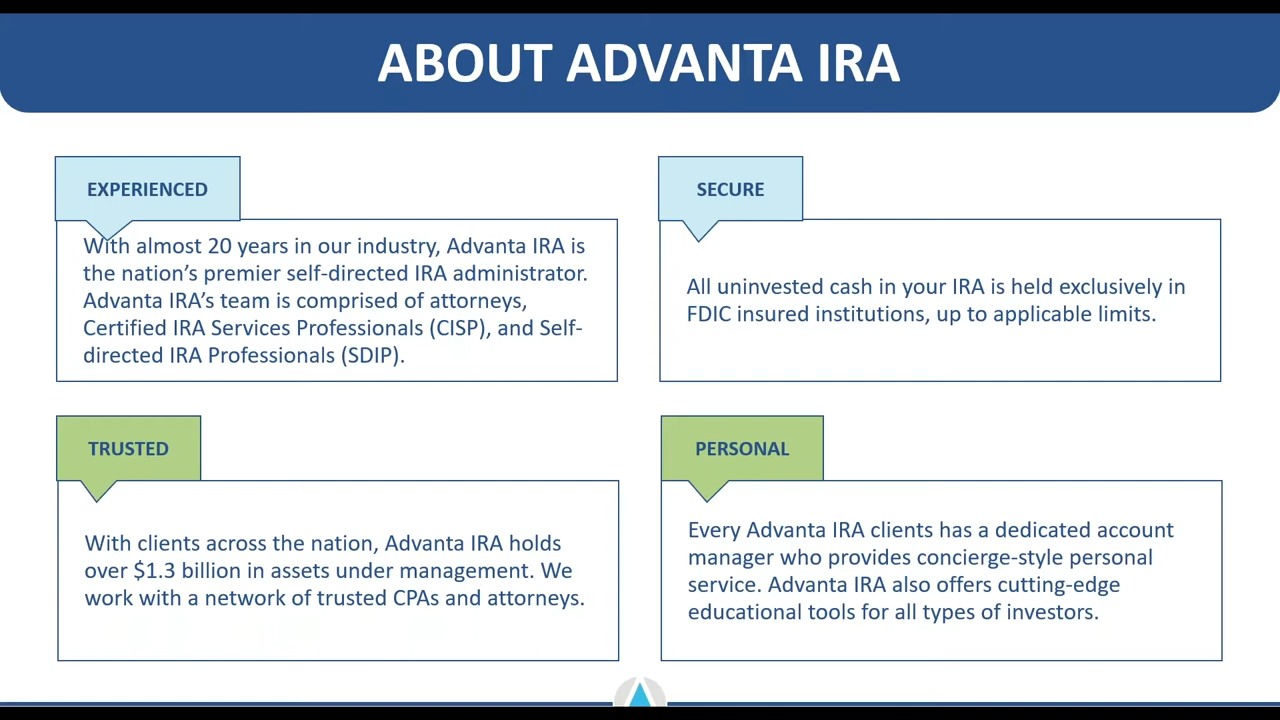 ABOUT ADVANTA IRA
EXPERIENCED
With almost 20 years in our industry, Advanta IRA is
the nation’s premier self-directed IRA administrator.
Advanta IRA’s team is comprised of attorneys,
Certified IRA Services Professionals (CISP), and Self-
directed IRA Professionals (SDIP).
SECURE
All uninvested cash in your IRA is held exclusively in
FDIC insured institutions, up to applicable limits.
TRUSTED
With clients across the nation, Advanta IRA holds
over $1.3 billion in assets under management. We
work with a network of trusted CPAs and attorneys.
PERSONAL
Every Advanta IRA clients has a dedicated account
manager who provides concierge-style personal
service. Advanta IRA also offers cutting-edge
educational tools for all types of investors.